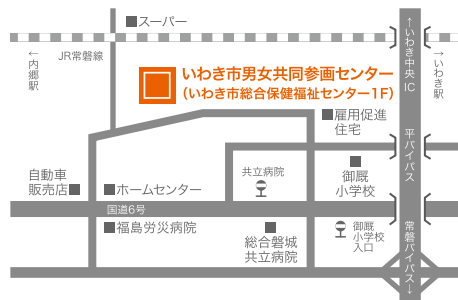 スーパー
←内郷駅
JR常磐線
←いわき中央IC
→いわき駅
いわき市男女共同参画センター
(いわき市総合保健福祉センター1F)
雇用促進
住宅
平バイパス
共立病院
御厩
小学校
自動車
販売店
ホームセンター
国道6号
福島労災病院
総合磐城
共立病院
御厩
小学校
入口
常磐バイパス→